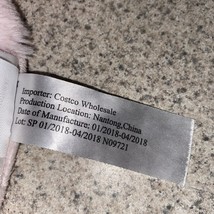 Importer: Costco Wholesale
Production Location: Nantong,China
Date of Manufacture: 01/2018-04/2018
Lot: SP 01/2018-04/2018 N09721